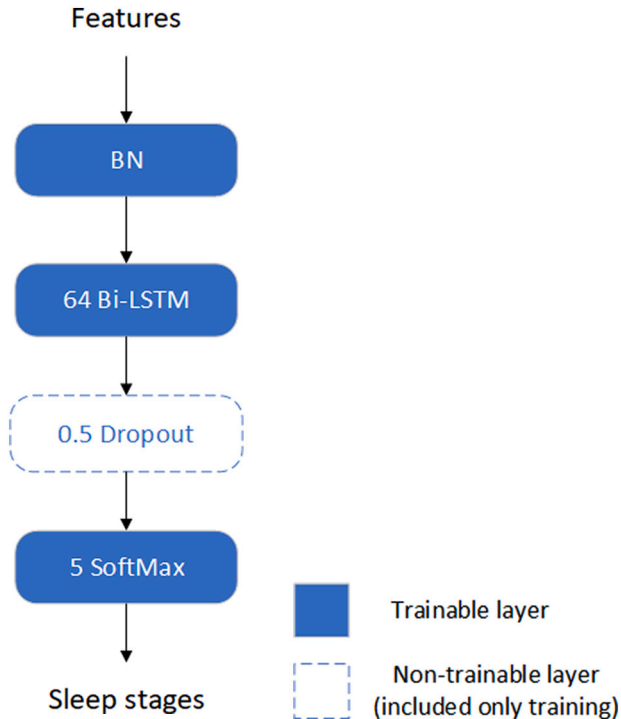 Features
BN
64 Bi-LSTM
0.5 Dropout
5 SoftMax
Sleep stages
Trainable layer
Non-trainable layer
(included only training)